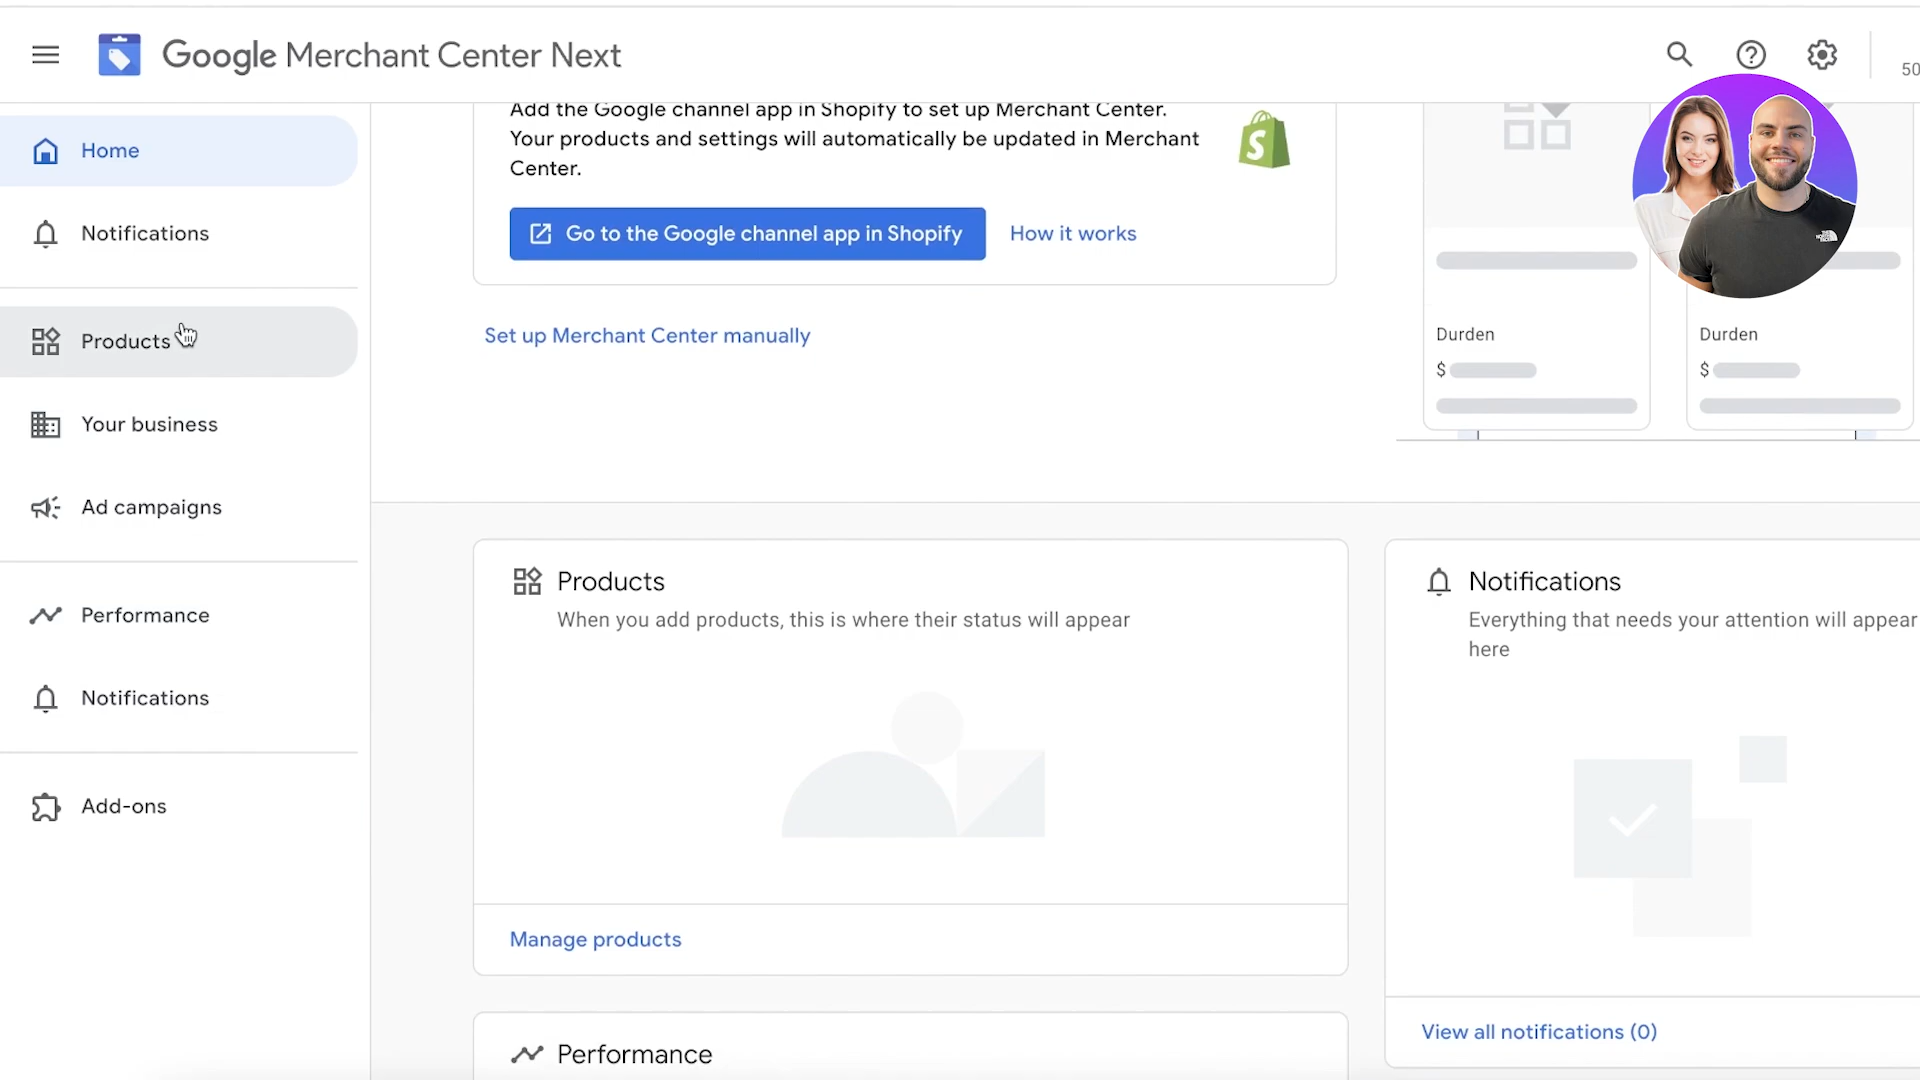 Google Merchant Center Next
50
Home
Notifications
Products
Your business
Ad campaigns
Performance
Notifications
Add-ons
Add the Google channel app in Shopify to set up Merchant Center.
Your products and settings will automatically be updated in Merchant
Center.
Go to the Google channel app in Shopify
How it works
Set up Merchant Center manually
Durden
$
Durden
$
Products
When you add products, this is where their status will appear
Manage products
Notifications
Everything that needs your attention will appear
here
View all notifications (0)
Performance